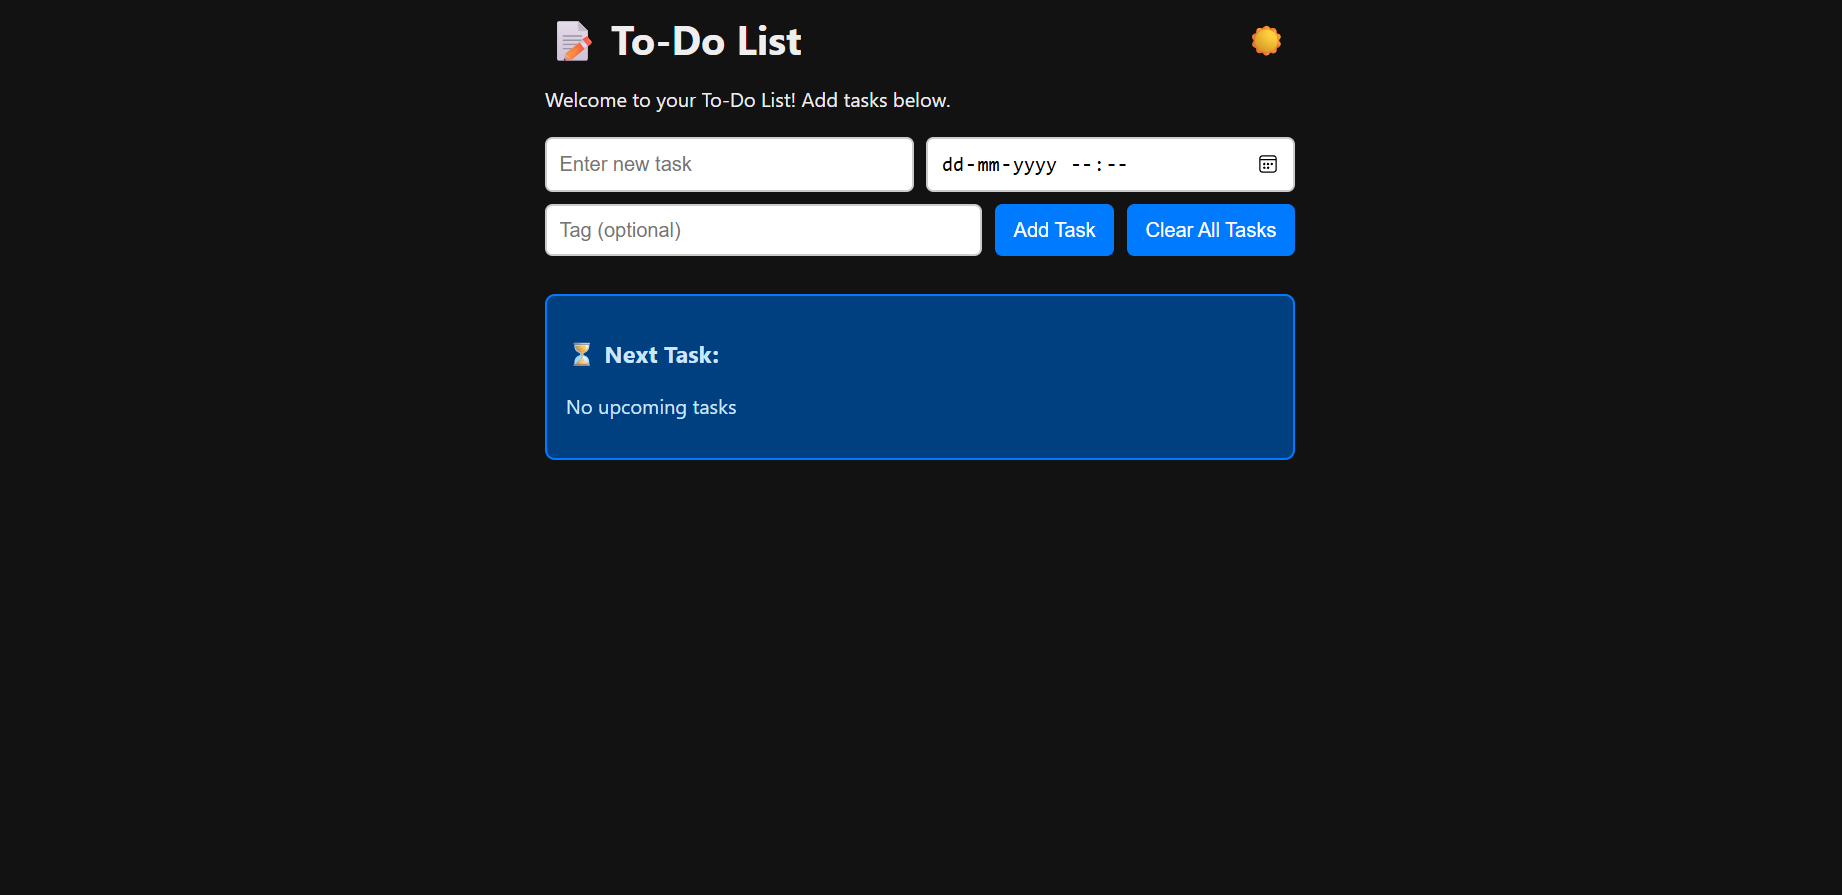 To-Do List
Welcome to your To-Do List! Add tasks below.
Enter new task
dd-mm-yyyy --:--
Tag (optional)
Add Task
Clear All Tasks
Next Task:
No upcoming tasks